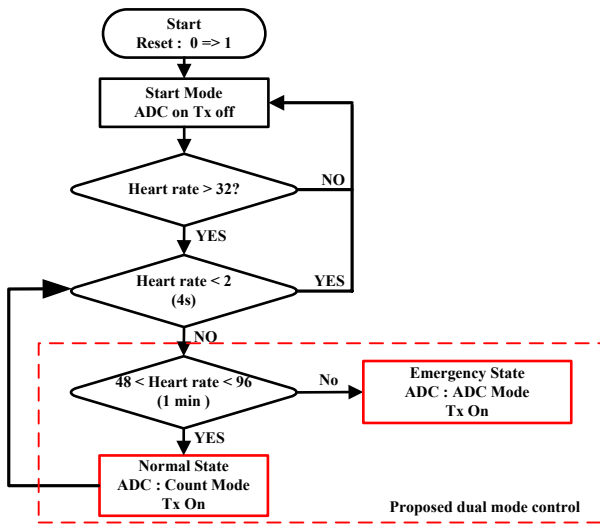 Start
Reset : 0 => 1
Start Mode
ADC on Tx off
Heart rate > 32?
NO
YES
Heart rate < 2
(4s)
YES
NO
48 < Heart rate < 96
(1 min )
No
Emergency State
ADC : ADC Mode
Tx On
YES
Normal State
ADC : Count Mode
Tx On
Proposed dual mode control